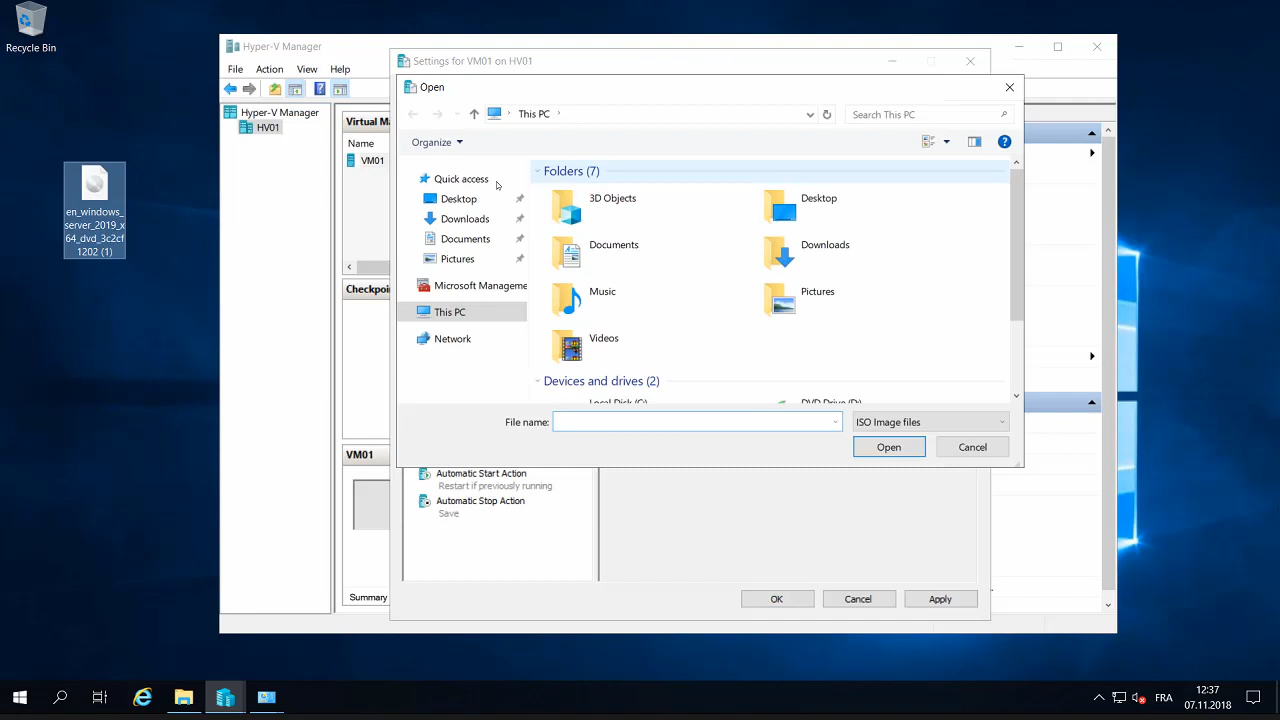 Recycle Bin
en_windows_
server_2019_x
64_dvd_3c2cf
1202 (1)
Hyper-V Manager
File Action View Help
Hyper-V Manager
HV01
Virtual Ma
Name
VM01
Checkpoi
VM01
Summary
Settings for VM01 on HV01
Open
This PC
Search This PC
Organize
Quick access
Desktop
Downloads
Documents
Pictures
Microsoft Manageme
This PC
Network
Folders (7)
3D Objects
Desktop
Documents
Downloads
Music
Pictures
Videos
Devices and drives (2)
Local Disk (C:)
DVD Drive (D:)
File name:
ISO Image files
Open
Cancel
Automatic Start Action
Restart if previously running
Automatic Stop Action
Save
OK
Cancel
Apply
FRA
12:37
07.11.2018